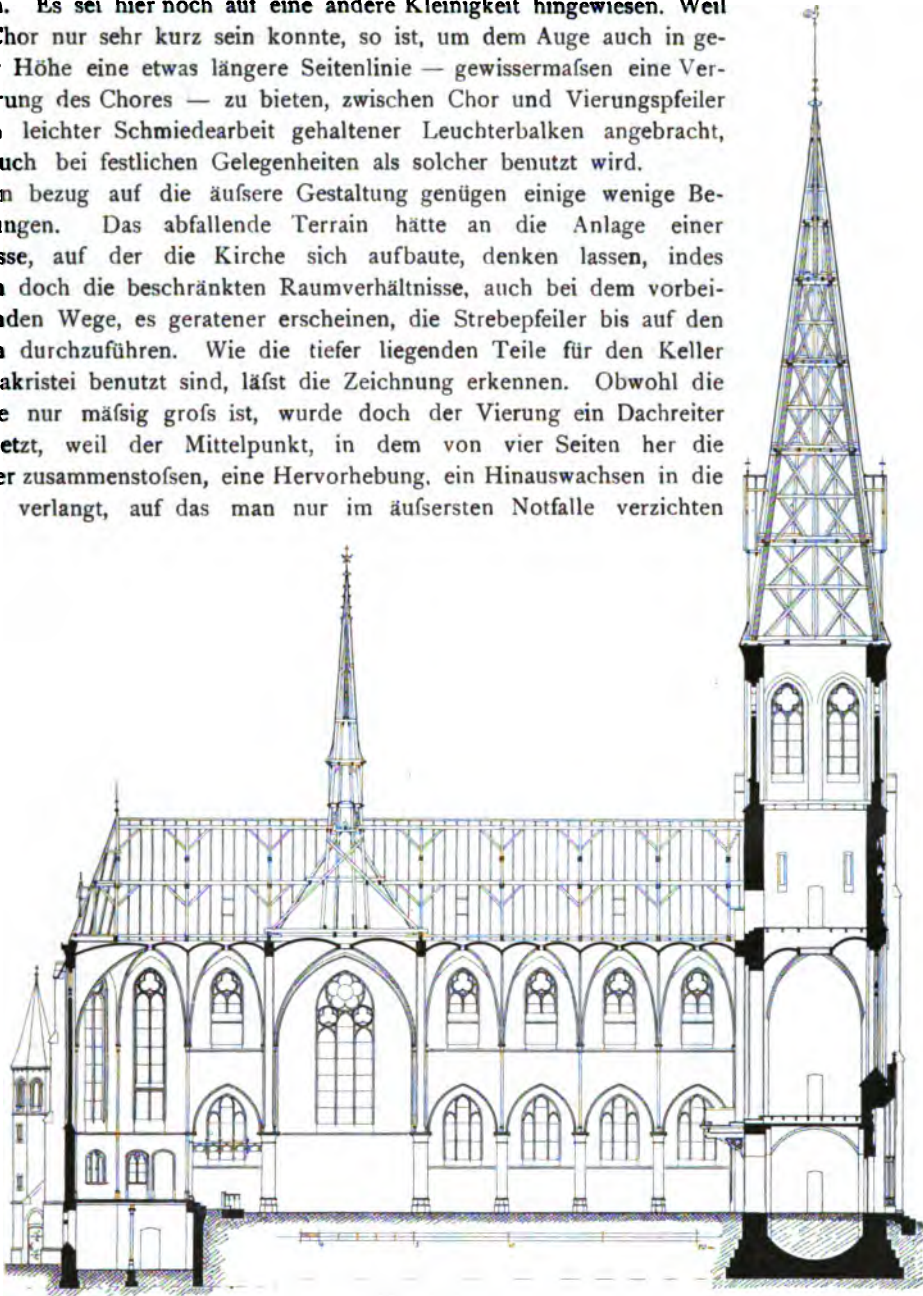 n. Es sei hier noch auf eine andere Kleinigkeit hingewiesen. Weil
Chor nur sehr kurz sein konnte, so ist, um dem Auge auch in ge-
r Höhe eine etwas längere Seitenlinie — gewissermaſsen eine Ver-
rung des Chores — zu bieten, zwischen Chor und Vierungspfeiler
n leichter Schmiedearbeit gehaltener Leuchterbalken angebracht,
uch bei festlichen Gelegenheiten als solcher benutzt wird.
n bezug auf die äuſsere Gestaltung genügen einige wenige Be-
ungen. Das abfallende Terrain hätte an die Anlage einer
sse, auf der die Kirche sich aufbaute, denken lassen, indes
n doch die beschränkten Raumverhältnisse, auch bei dem vorbei-
nden Wege, es geratener erscheinen, die Strebepfeiler bis auf den
n durchzuführen. Wie die tiefer liegenden Teile für den Keller
akristei benutzt sind, läſst die Zeichnung erkennen. Obwohl die
e nur mäſsig groſs ist, wurde doch der Vierung ein Dachreiter
etzt, weil der Mittelpunkt, in dem von vier Seiten her die
er zusammenstoſsen, eine Hervorhebung, ein Hinauswachsen in die
verlangt, auf das man nur im äuſsersten Notfalle verzichten